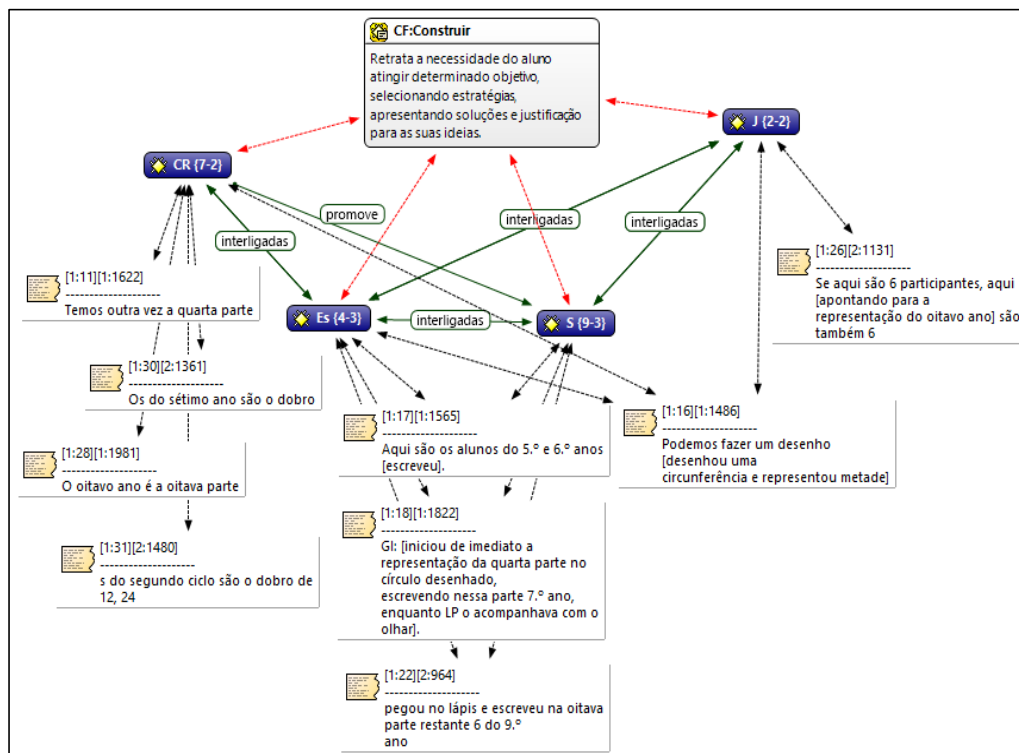 CF:Construir
Retrata a necessidade do aluno
atingir determinado objetivo,
selecionando estratégias,
apresentando soluções e justificação
para as suas ideias.
J {2-2}
CR {7-2}
promove
interligadas
interligadas
interligadas
[1:26][2:1131]
---------------------
Se aqui são 6 participantes, aqui
[apontando para a
representação do oitavo ano] são
também 6
[1:11][1:1622]
---------------------
Temos outra vez a quarta parte
Es {4-3}
interligadas
S {9-3}
[1:30][2:1361]
---------------------
Os do sétimo ano são o dobro
[1:17][1:1565]
---------------------
Aqui são os alunos do 5.º e 6.º anos
[escreveu].
[1:16][1:1486]
---------------------
Podemos fazer um desenho
[desenhou uma
circunferência e representou metade]
[1:28][1:1981]
---------------------
O oitavo ano é a oitava parte
[1:18][1:1822]
---------------------
GI: [iniciou de imediato a
representação da quarta parte no
círculo desenhado,
escrevendo nessa parte 7.º ano,
enquanto LP o acompanhava com o
olhar].
[1:31][2:1480]
---------------------
s do segundo ciclo são o dobro de
12, 24
[1:22][2:964]
---------------------
pegou no lápis e escreveu na oitava
parte restante 6 do 9.º
ano